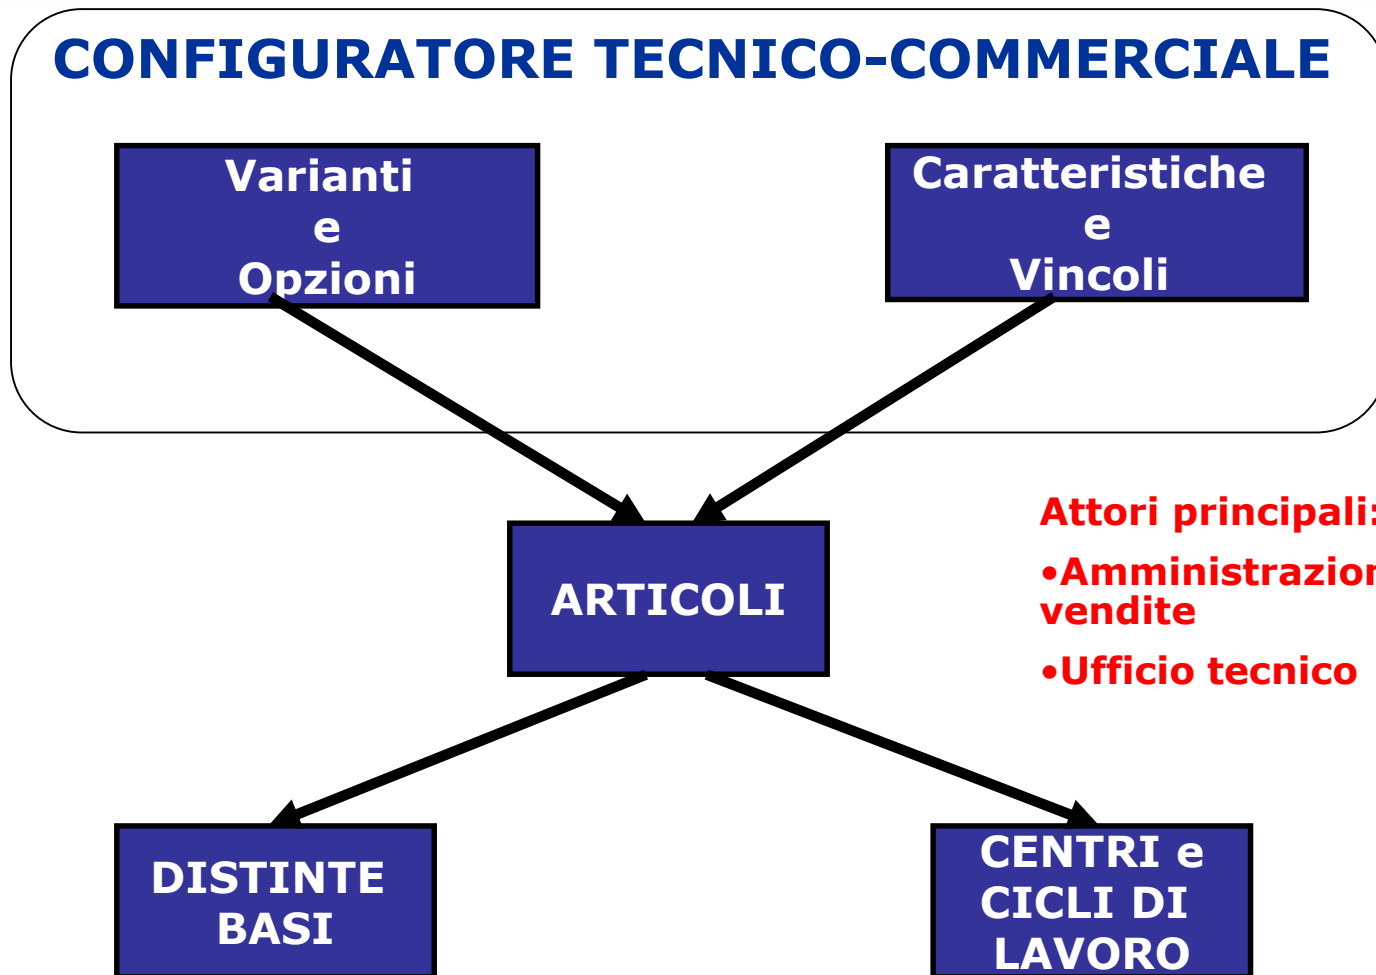 CONFIGURATORE TECNICO-COMMERCIALE
Varianti
e
Opzioni
Caratteristiche
e
Vincoli
ARTICOLI
Attori principali:
•Amministrazion
vendite
•Ufficio tecnico
DISTINTE
BASI
CENTRI e
CICLI DI
LAVORO